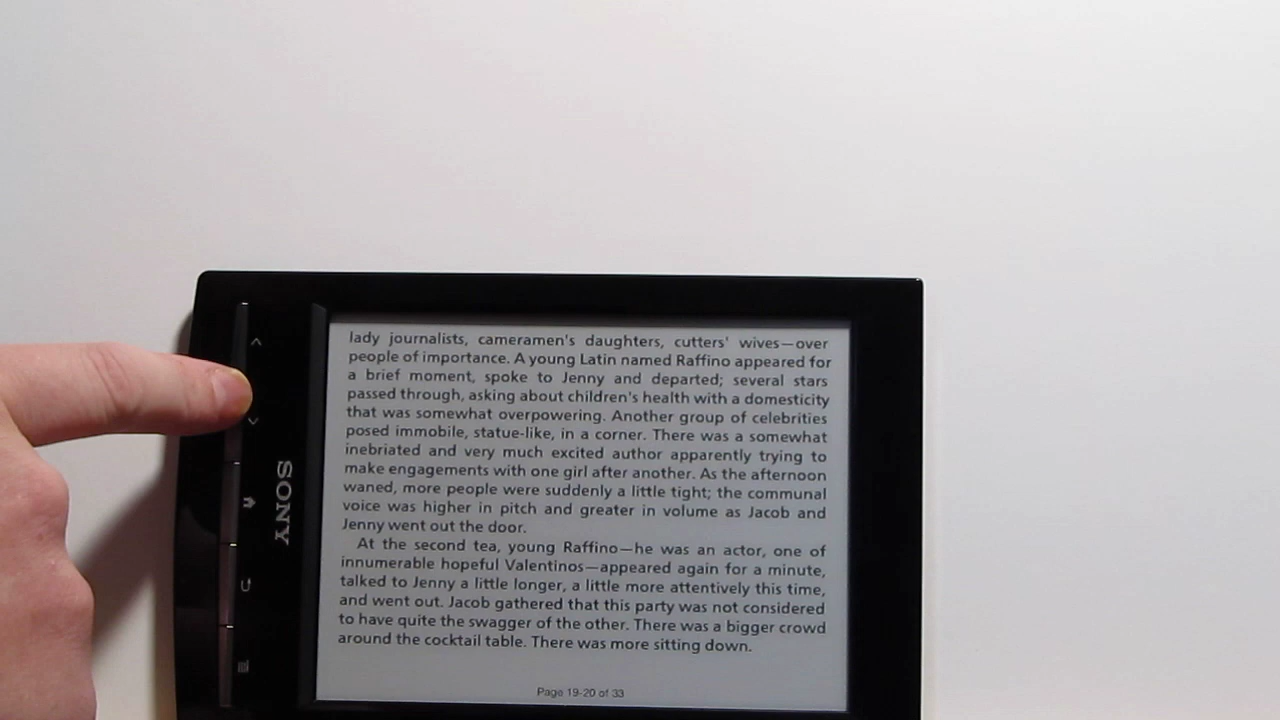 SONY
lady journalists, cameramen's daughters, cutters' wives—over
people of importance. A young Latin named Raffino appeared for
a brief moment, spoke to Jenny and departed; several stars
passed through, asking about children's health with a domesticity
that was somewhat overpowering. Another group of celebrities
posed immobile, statue-like, in a corner. There was a somewhat
inebriated and very much excited author apparently trying to
make engagements with one girl after another. As the afternoon
waned, more people were suddenly a little tight; the communal
voice was higher in pitch and greater in volume as Jacob and
Jenny went out the door.
At the second tea, young Raffino—he was an actor, one of
innumerable hopeful Valentinos—appeared again for a minute,
talked to Jenny a little longer, a little more attentively this time,
and went out. Jacob gathered that this party was not considered
to have quite the swagger of the other. There was a bigger crowd
around the cocktail table. There was more sitting down.
Page 19-20 of 33